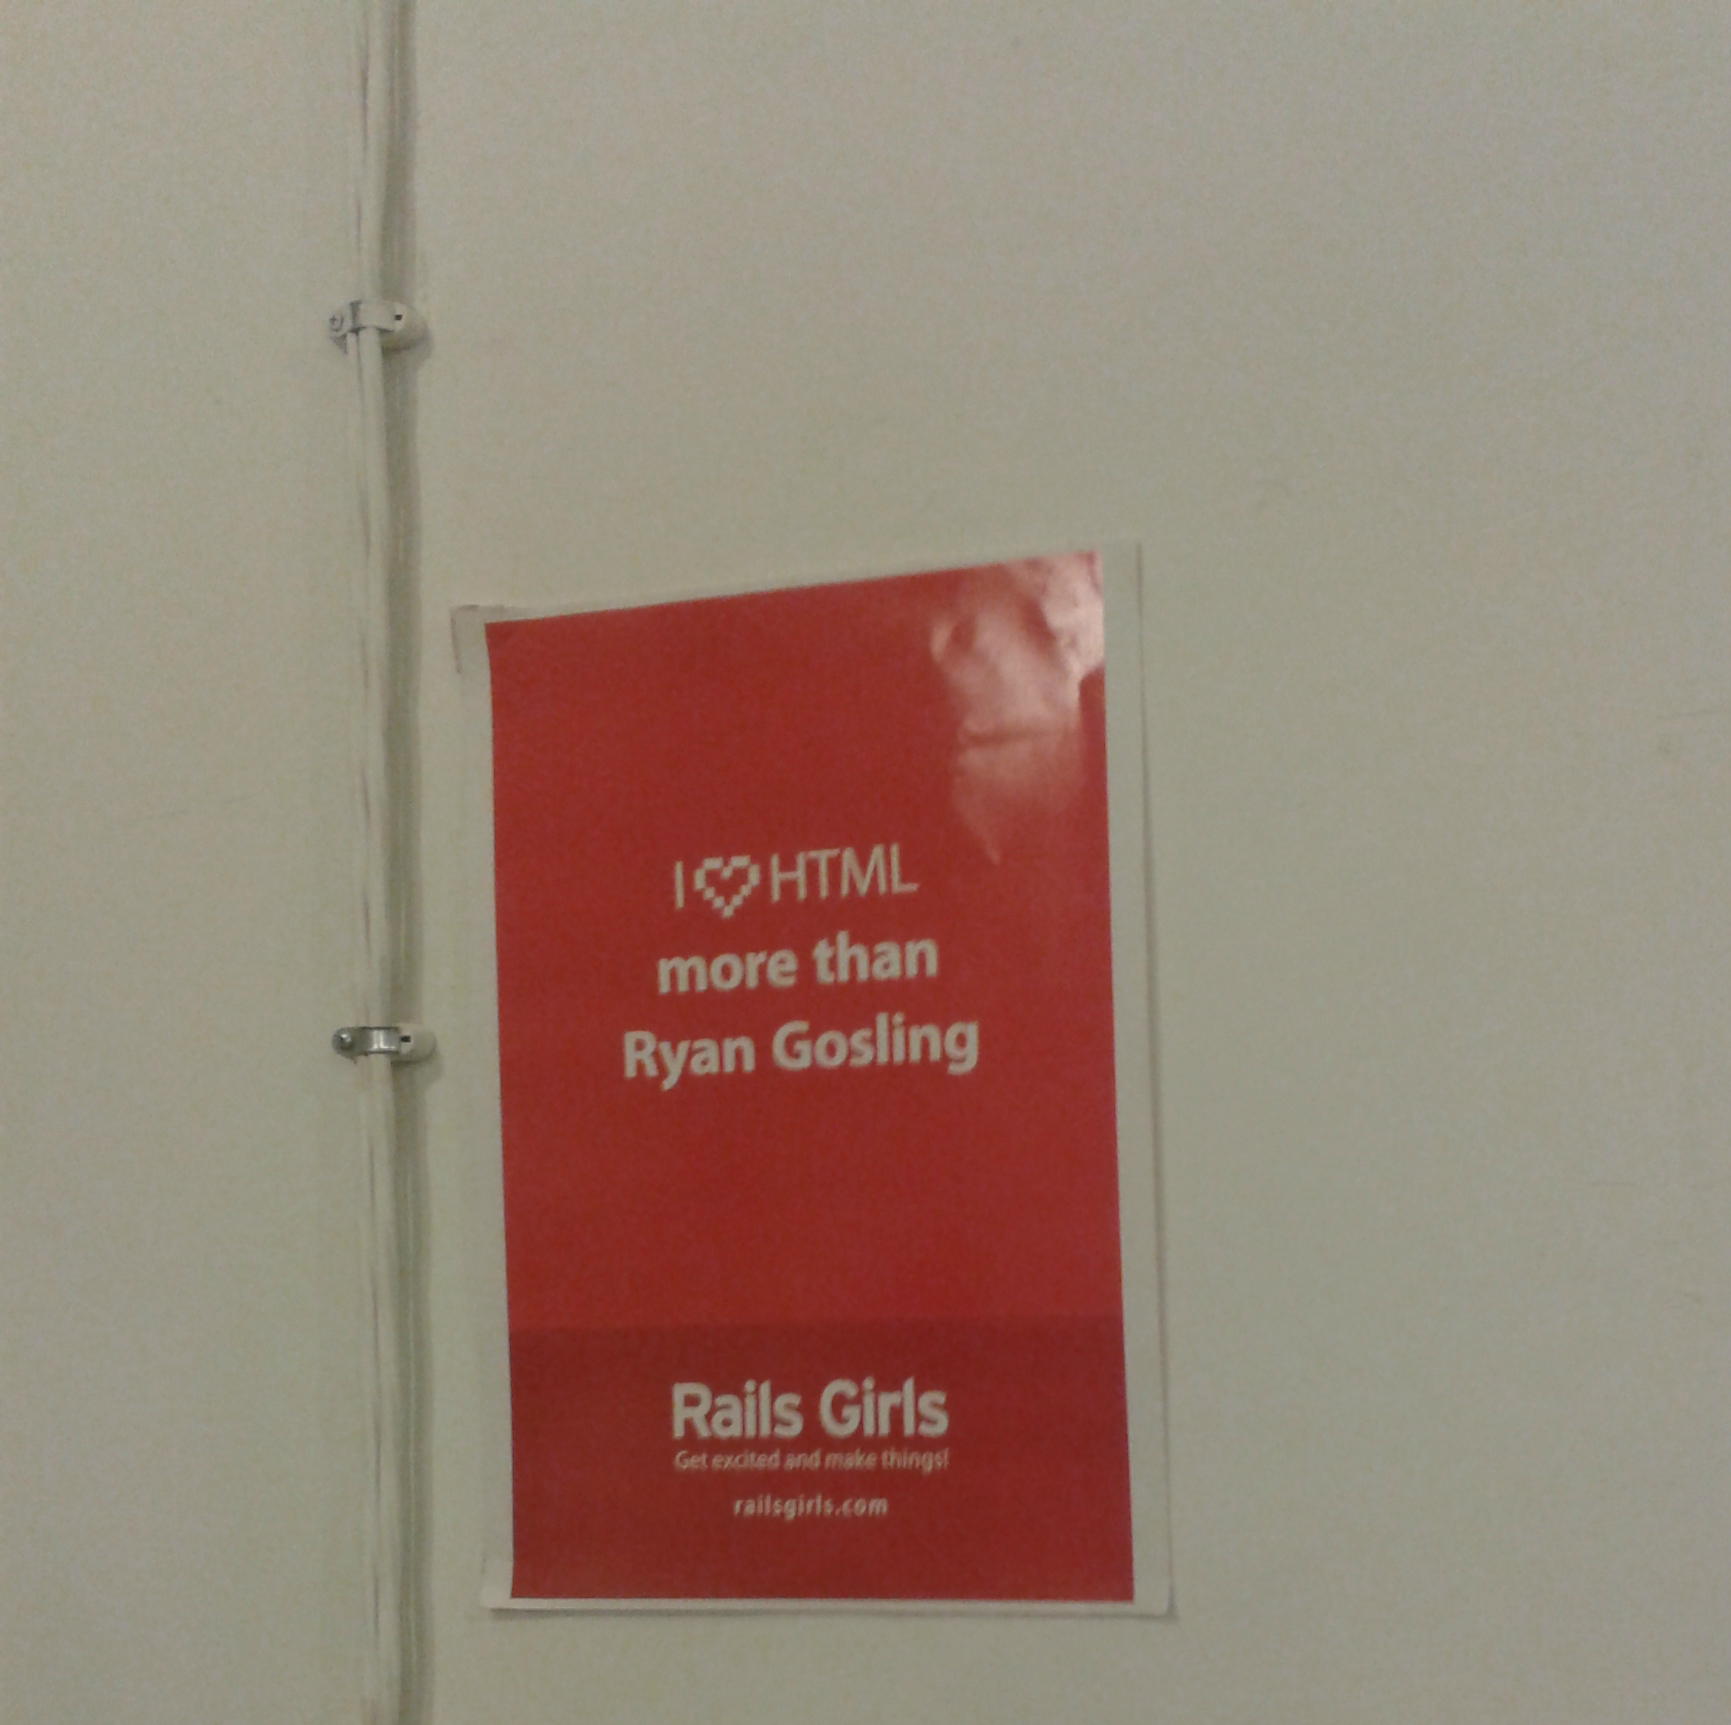 I ♡ HTML
more than
Ryan Gosling
Rails Girls
Get excited and make things!
railsgirls.com